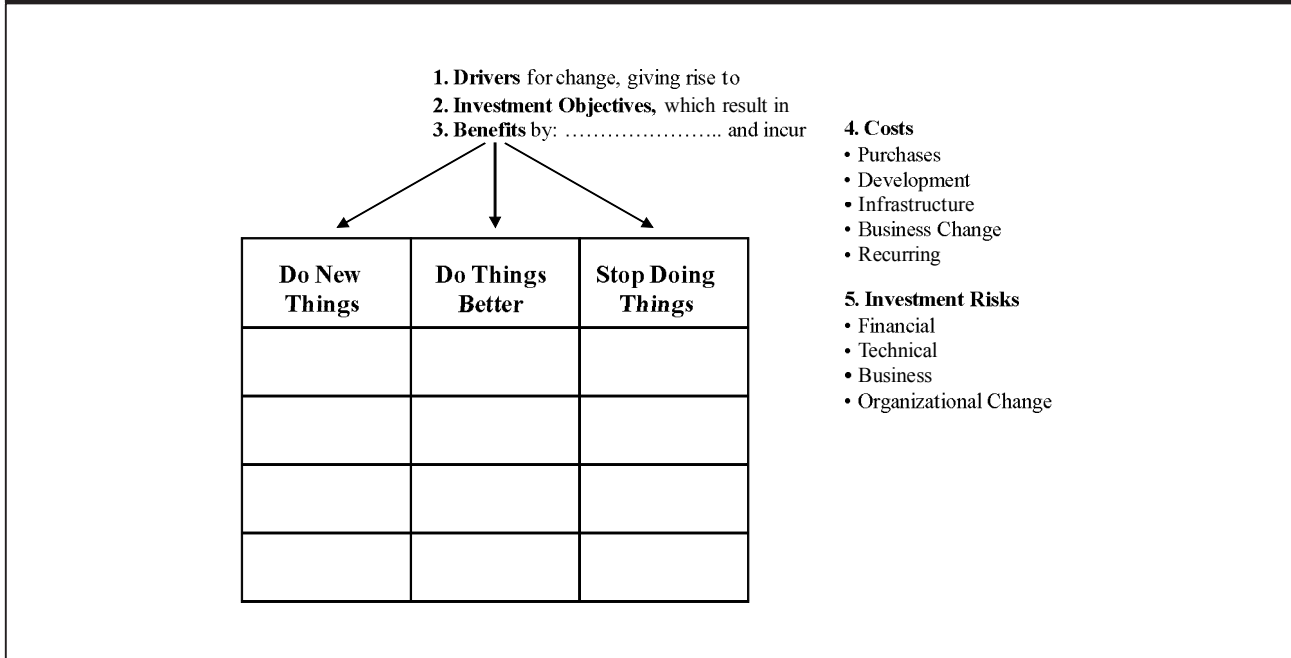 1. Drivers for change, giving rise to
2. Investment Objectives, which result in
3. Benefits by: ………………….. and incur
Do New
Things
Do Things
Better
Stop Doing
Things
4. Costs
• Purchases
• Development
• Infrastructure
• Business Change
• Recurring
5. Investment Risks
• Financial
• Technical
• Business
• Organizational Change